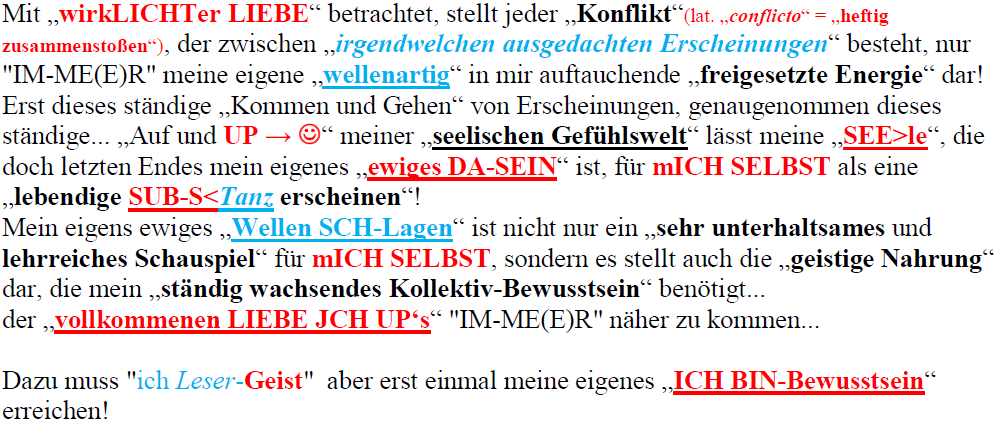 Mit „wirkLICHTer LIEBE“ betrachtet, stellt jeder „Konflikt“(lat. „conflicto“ = „heftig
zusammenstoßen“), der zwischen „irgendwelchen ausgedachten Erscheinungen“ besteht, nur
"IM-ME(E)R" meine eigene „wellenartig“ in mir auftauchende „freigesetzte Energie“ dar!
Erst dieses ständige „Kommen und Gehen“ von Erscheinungen, genaugenommen dieses
ständige... „Auf und UP → ☺“ meiner „seelischen Gefühlswelt“ lässt meine „SEE>le“, die
doch letzten Endes mein eigenes „ewiges DA-SEIN“ ist, für mICH SELBST als eine
„lebendige SUB-S<Tanz erscheinen“!
Mein eigens ewiges „Wellen SCH-Lagen“ ist nicht nur ein „sehr unterhaltsames und
lehrreiches Schauspiel“ für mICH SELBST, sondern es stellt auch die „geistige Nahrung“
dar, die mein „ständig wachsendes Kollektiv-Bewusstsein“ benötigt...
der „vollkommenen LIEBE JCH UP‘s“ "IM-ME(E)R" näher zu kommen...

Dazu muss "ich Leser-Geist" aber erst einmal meine eigenes „ICH BIN-Bewusstsein“
erreichen!